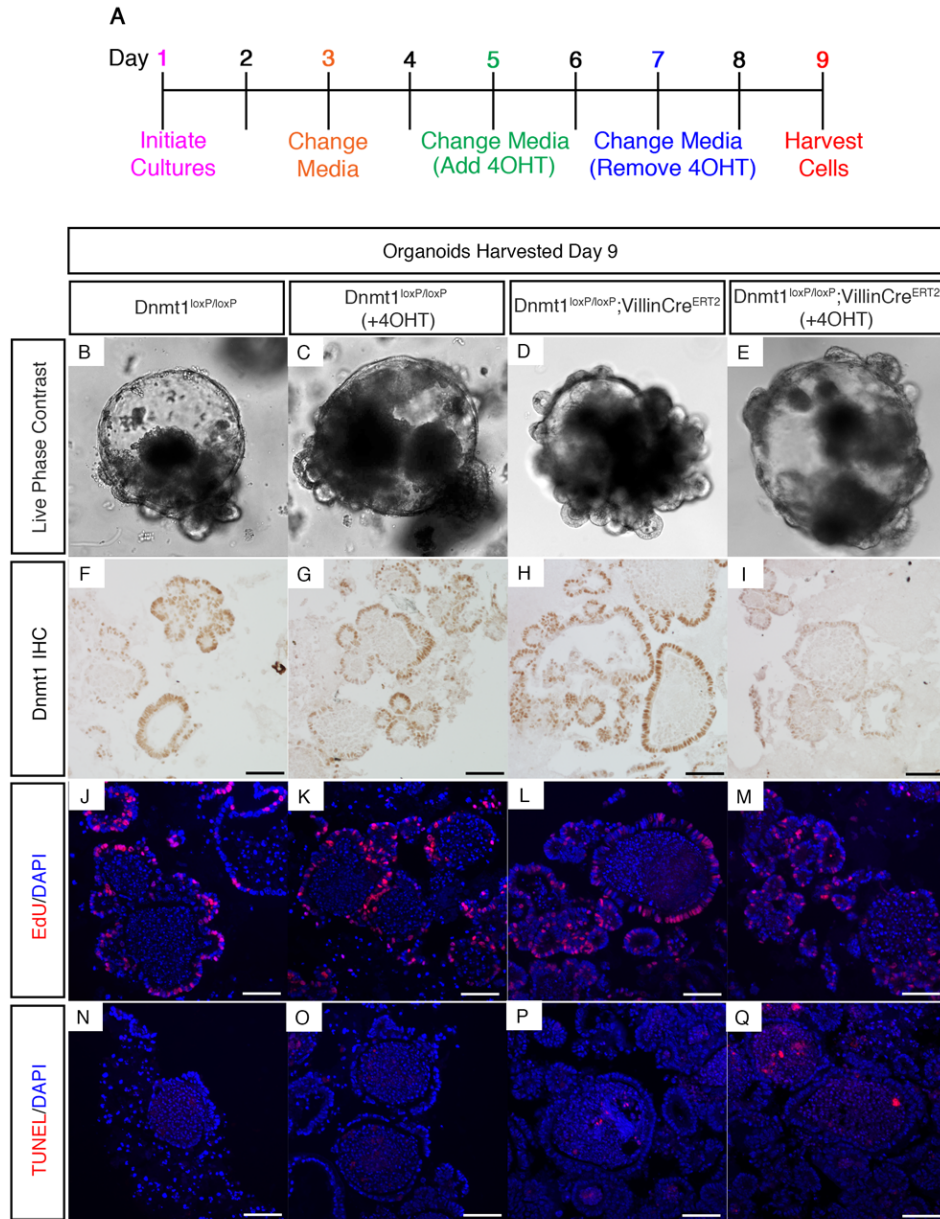 A
Day 1 2 3 4 5 6 7 8 9
Initiate Cultures
Change Media
Change Media (Add 4OHT)
Change Media (Remove 4OHT)
Harvest Cells
Organoids Harvested Day 9
Dnmt1loxP/loxP
Dnmt1loxP/loxP (+4OHT)
Dnmt1loxP/loxP;VillinCreERT2
Dnmt1loxP/loxP;VillinCreERT2 (+4OHT)
Live Phase Contrast
B
C
D
E
Dnmt1 IHC
F
G
H
I
EdU/DAPI
J
K
L
M
TUNEL/DAPI
N
O
P
Q